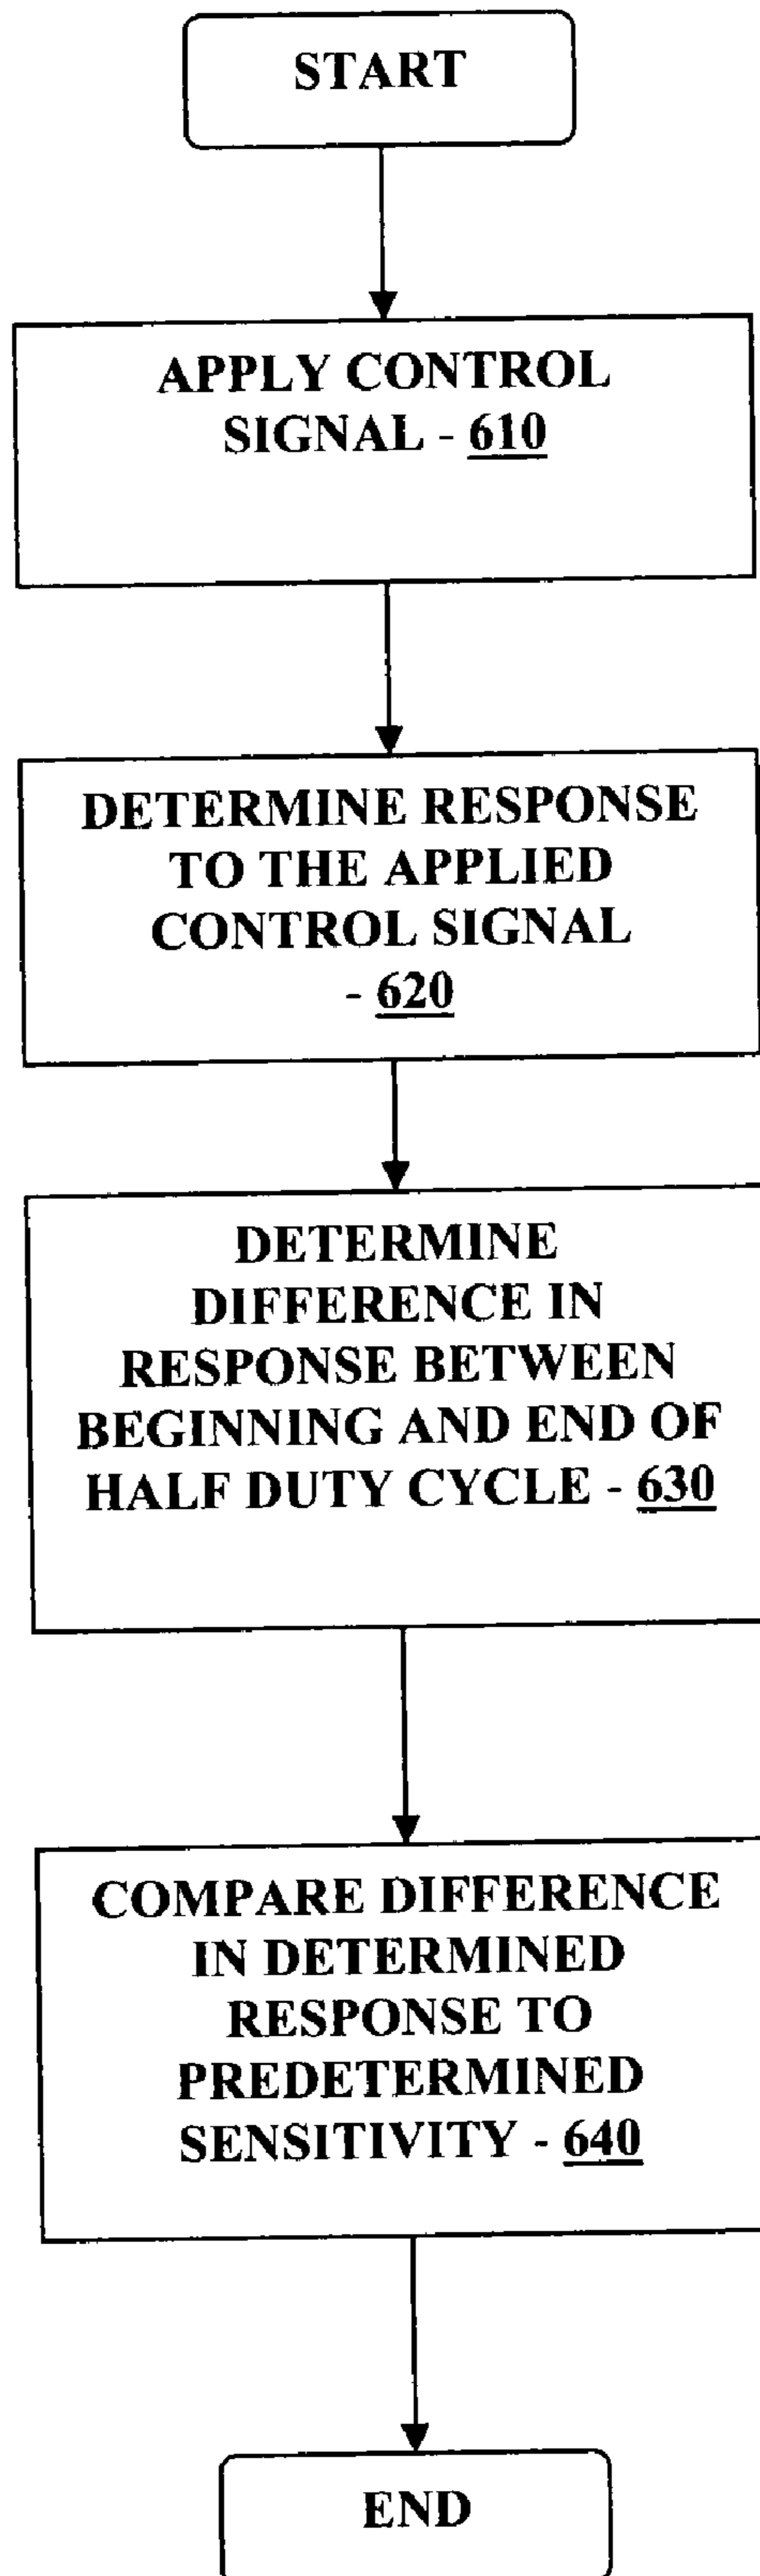 START
APPLY CONTROL
SIGNAL - 610
DETERMINE RESPONSE
TO THE APPLIED
CONTROL SIGNAL
- 620
DETERMINE
DIFFERENCE IN
RESPONSE BETWEEN
BEGINNING AND END OF
HALF DUTY CYCLE - 630
COMPARE DIFFERENCE
IN DETERMINED
RESPONSE TO
PREDETERMINED
SENSITIVITY - 640
END